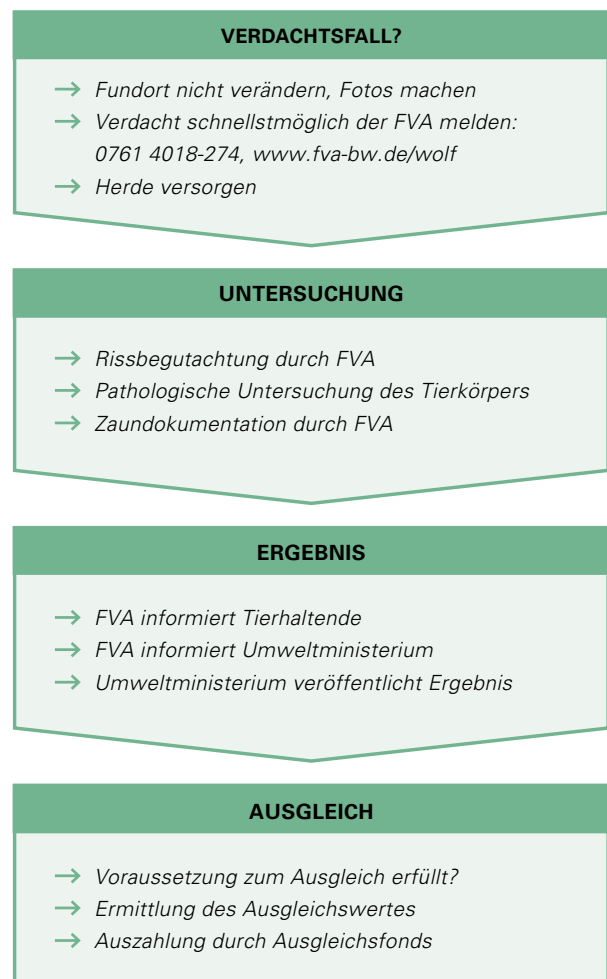 VERDACHTSFALL?
→ Fundort nicht verändern, Fotos machen
→ Verdacht schnellstmöglich der FVA melden:
0761 4018-274, www.fva-bw.de/wolf
→ Herde versorgen
UNTERSUCHUNG
→ Rissbegutachtung durch FVA
→ Pathologische Untersuchung des Tierkörpers
→ Zaundokumentation durch FVA
ERGEBNIS
→ FVA informiert Tierhaltende
→ FVA informiert Umweltministerium
→ Umweltministerium veröffentlicht Ergebnis
AUSGLEICH
→ Voraussetzung zum Ausgleich erfüllt?
→ Ermittlung des Ausgleichswertes
→ Auszahlung durch Ausgleichsfonds